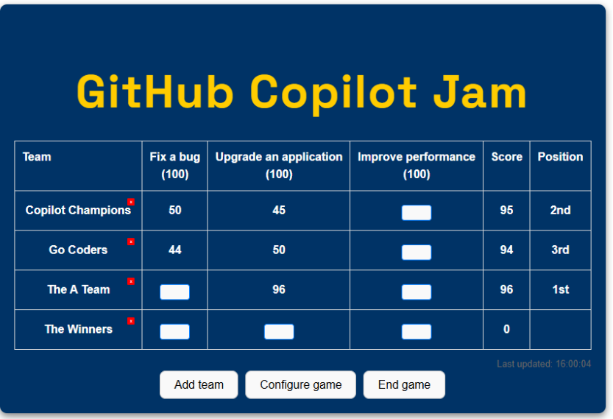 GitHub Copilot Jam
Team Fix a bug (100) Upgrade an application (100) Improve performance (100) Score Position
Copilot Champions x 50 45 95 2nd
Go Coders x 44 50 94 3rd
The A Team x 96 96 1st
The Winners x 0
Last updated: 16:00:04
Add team Configure game End game